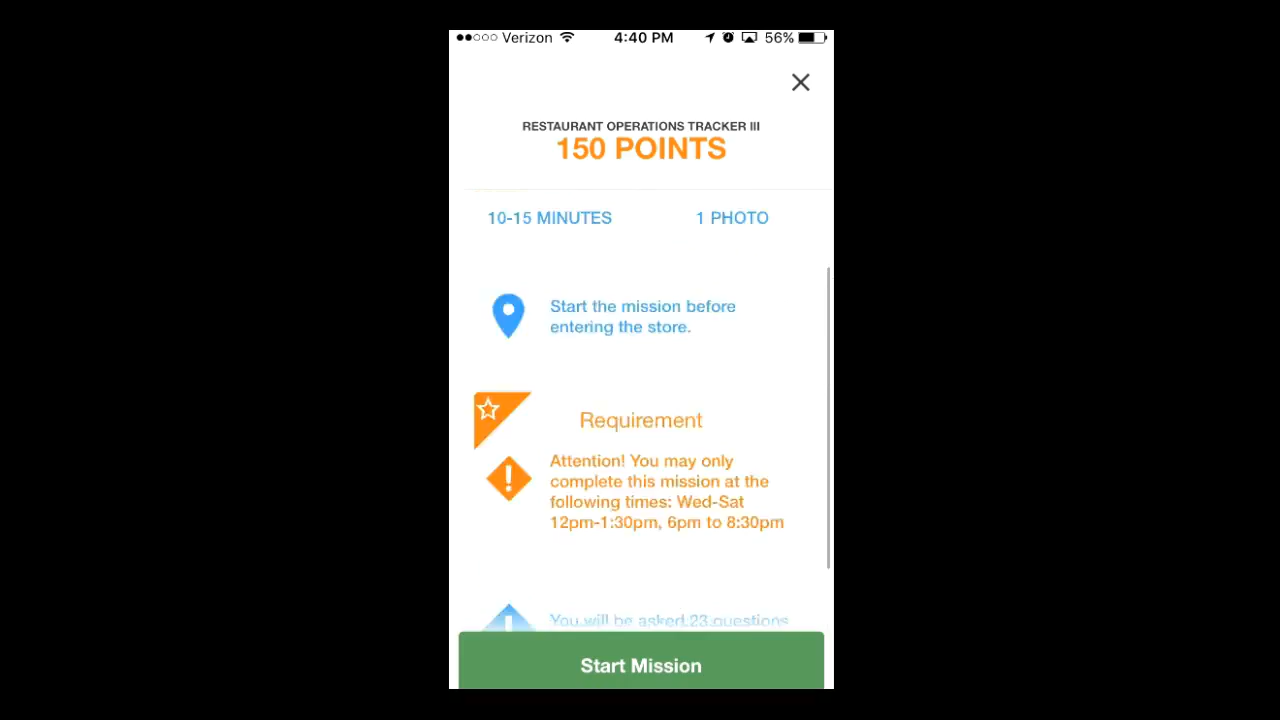 Verizon 4:40 PM 56%
RESTAURANT OPERATIONS TRACKER III
150 POINTS
10-15 MINUTES 1 PHOTO
Start the mission before
entering the store.
Requirement
Attention! You may only
complete this mission at the
following times: Wed-Sat
12pm-1:30pm, 6pm to 8:30pm
You will be asked 23 questions
Start Mission